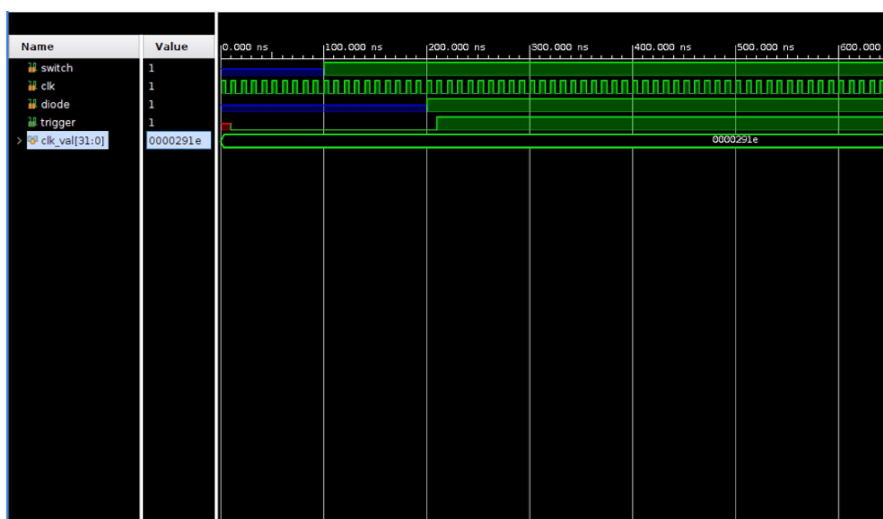 Name Value 0.000 ns 100.000 ns 200.000 ns 300.000 ns 400.000 ns 500.000 ns 600.000
switch 1
clk 1
diode 1
trigger 1
> clk_val[31:0] 0000291e 0000291e